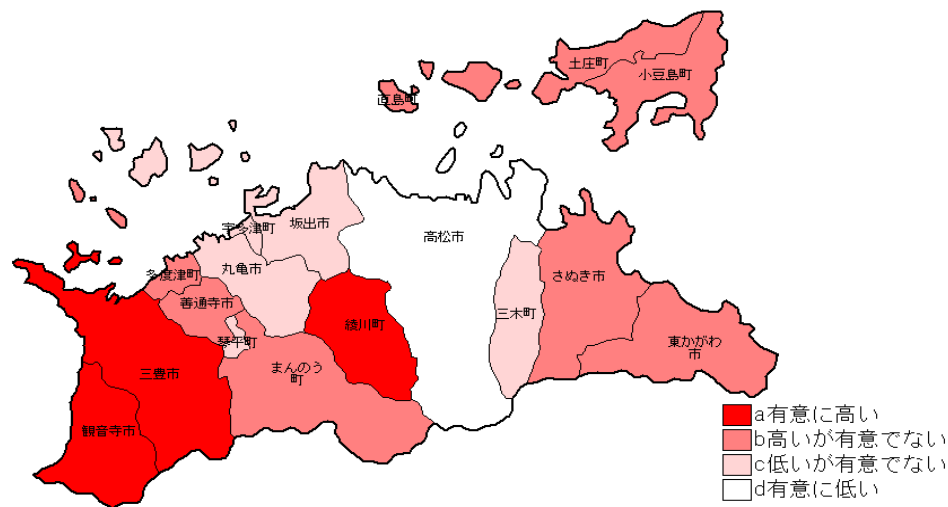 土庄町
小豆島町
直島町
宇多津町
坂出市
高松市
丸亀市
多度津町
さぬき市
善通寺市
綾川町
三木町
琴平町
東かがわ
市
まんのう
町
三豊市
観音寺市
a有意に高い
b高いが有意でない
c低いが有意でない
d有意に低い